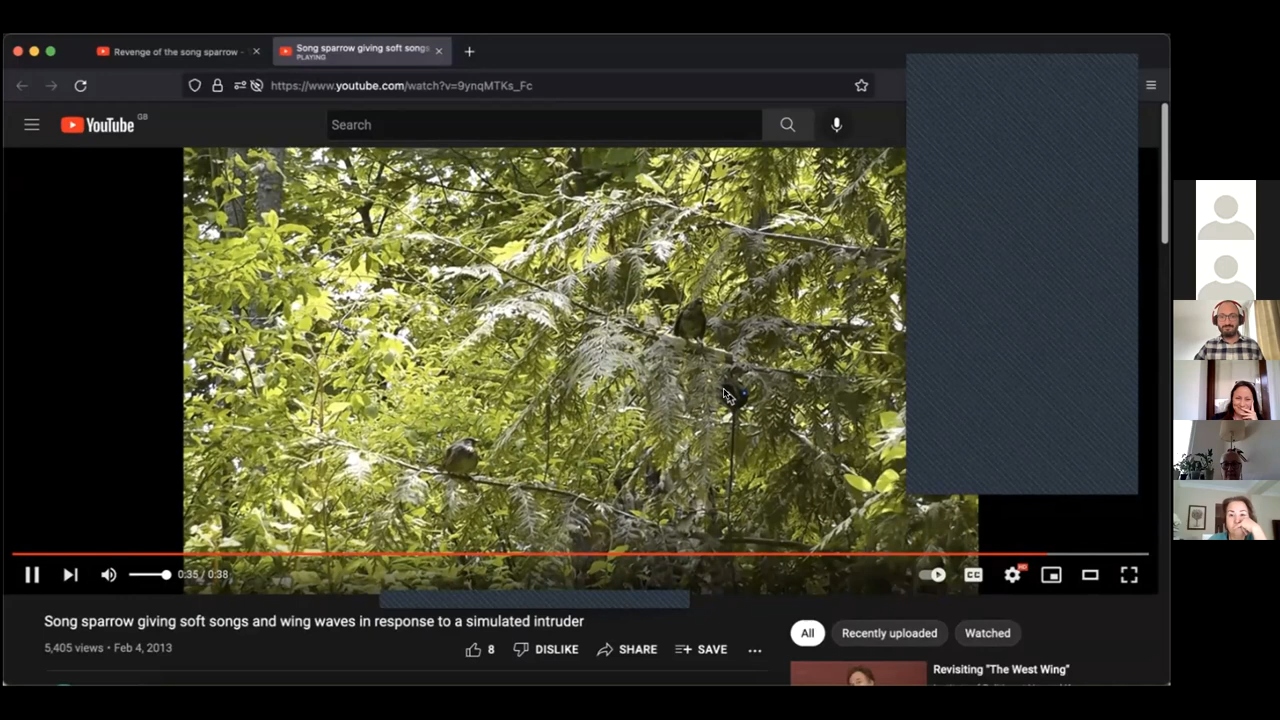 Revenge of the song sparrow -
Song sparrow giving soft songs
PLAYING
https://www.youtube.com/watch?v=9ynqMTKs_Fc
YouTube GB
Search
0:35 / 0:38
CC
HD
Song sparrow giving soft songs and wing waves in response to a simulated intruder
5,405 views • Feb 4, 2013
8 DISLIKE SHARE SAVE ...
All Recently uploaded Watched
Revisiting "The West Wing"